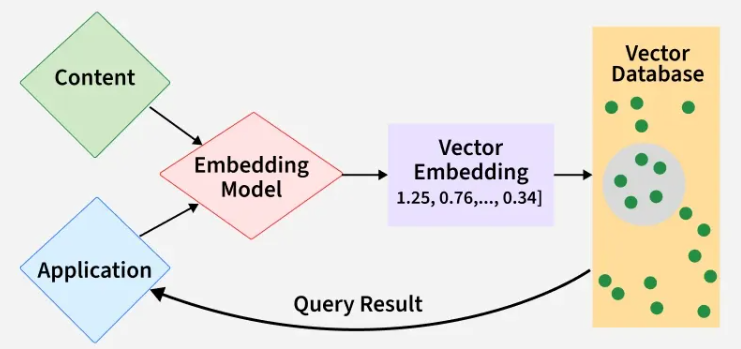 Content
Application
Embedding
Model
Vector
Embedding
1.25, 0.76,..., 0.34]
Vector
Database
Query Result